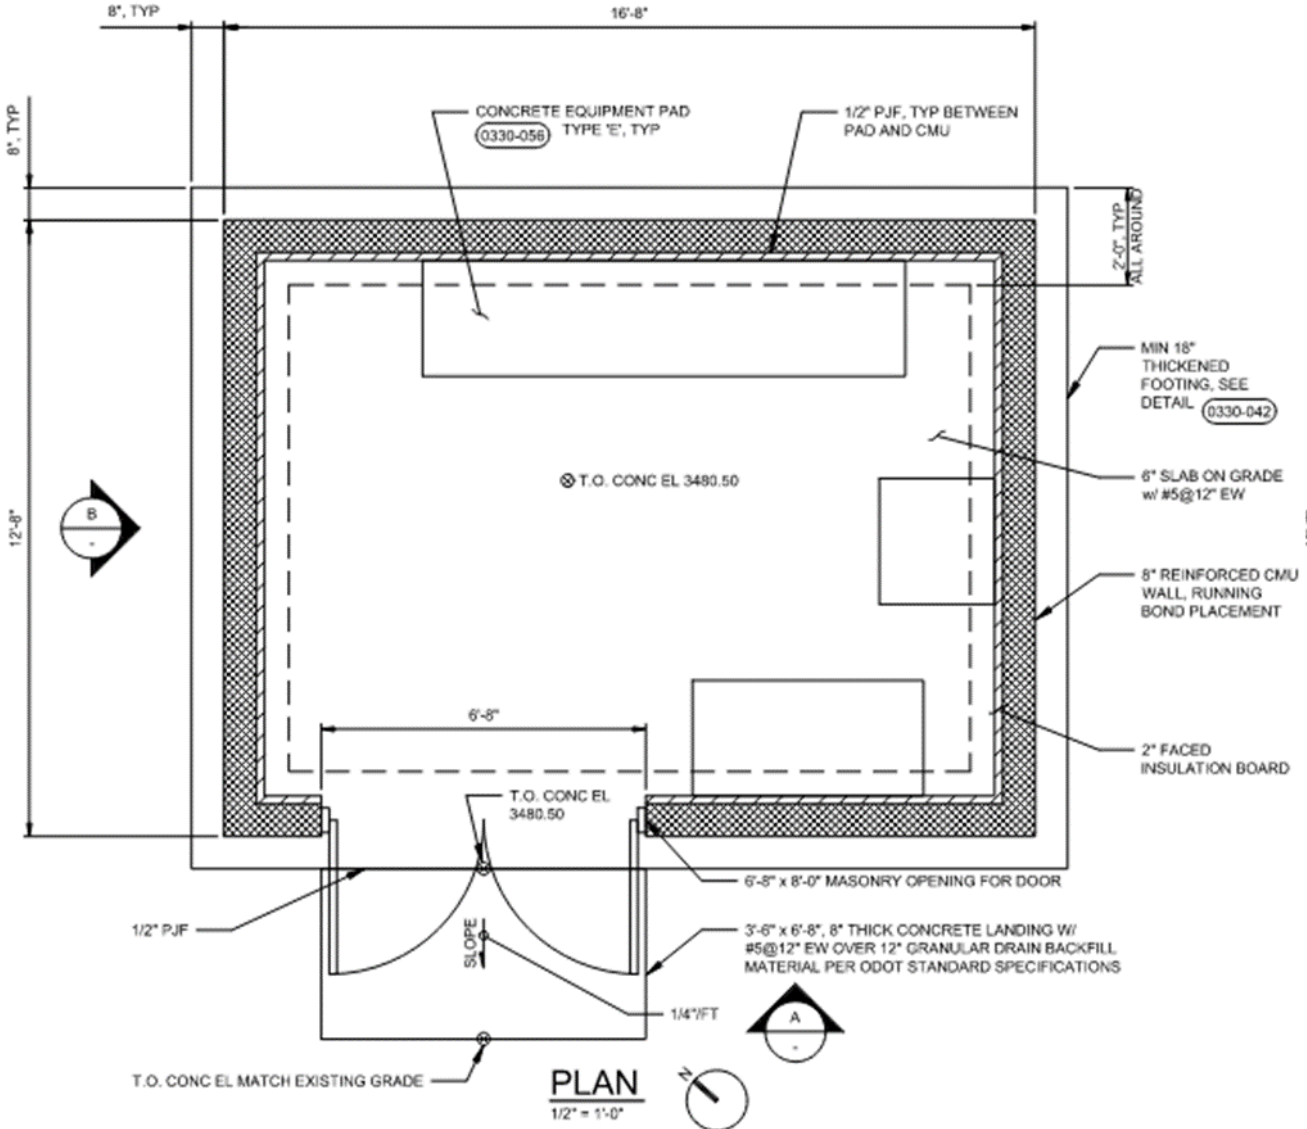 8", TYP
16'-8"
8", TYP
CONCRETE EQUIPMENT PAD
0330-056 TYPE 'E', TYP
1/2" PJF, TYP BETWEEN
PAD AND CMU
2'-0", TYP
ALL AROUND
MIN 18"
THICKENED
FOOTING, SEE
DETAIL 0330-042
T.O. CONC EL 3480.50
6" SLAB ON GRADE
w/ #5@12" EW
B
-
12'-8"
8" REINFORCED CMU
WALL, RUNNING
BOND PLACEMENT
6'-8"
2" FACED
INSULATION BOARD
T.O. CONC EL
3480.50
6'-8" x 8'-0" MASONRY OPENING FOR DOOR
1/2" PJF
SLOPE
3'-6" x 6'-8", 8" THICK CONCRETE LANDING W/
#5@12" EW OVER 12" GRANULAR DRAIN BACKFILL
MATERIAL PER ODOT STANDARD SPECIFICATIONS
1/4"/FT
A
-
T.O. CONC EL MATCH EXISTING GRADE
PLAN
1/2" = 1'-0"
N